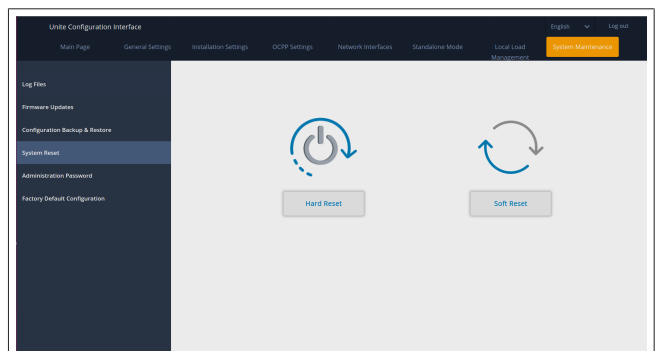 Unite Configuration Interface
English
Log out
Main Page
General Settings
Installation Settings
OCPP Settings
Network Interfaces
Standalone Mode
Local Load
Management
System Maintenance
Log Files
Firmware Updates
Configuration Backup & Restore
System Reset
Administration Password
Factory Default Configuration
Hard Reset
Soft Reset